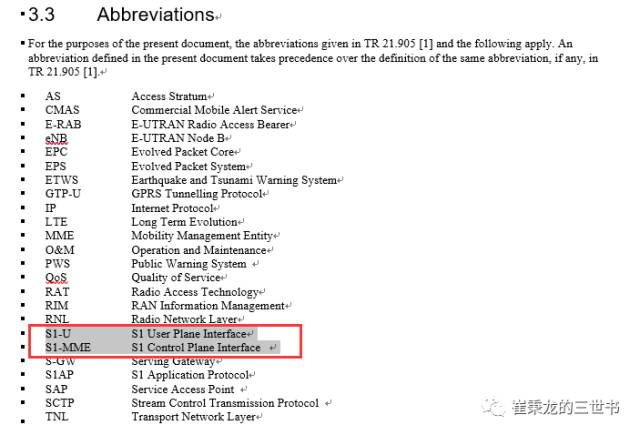 3.3 Abbreviations
For the purposes of the present document, the abbreviations given in TR 21.905 [1] and the following apply. An
abbreviation defined in the present document takes precedence over the definition of the same abbreviation, if any, in
TR 21.905 [1].
AS Access Stratum
CMAS Commercial Mobile Alert Service
E-RAB E-UTRAN Radio Access Bearer
eNB E-UTRAN Node B
EPC Evolved Packet Core
EPS Evolved Packet System
ETWS Earthquake and Tsunami Warning System
GTP-U GPRS Tunnelling Protocol
IP Internet Protocol
LTE Long Term Evolution
MME Mobility Management Entity
O&M Operation and Maintenance
PWS Public Warning System
QoS Quality of Service
RAT Radio Access Technology
RIM RAN Information Management
RNL Radio Network Layer
S1-U S1 User Plane Interface
S1-MME S1 Control Plane Interface
S-GW Serving Gateway
S1AP S1 Application Protocol
SAP Service Access Point
SCTP Stream Control Transmission Protocol
TNL Transport Network Layer
崔秉龙的三世书